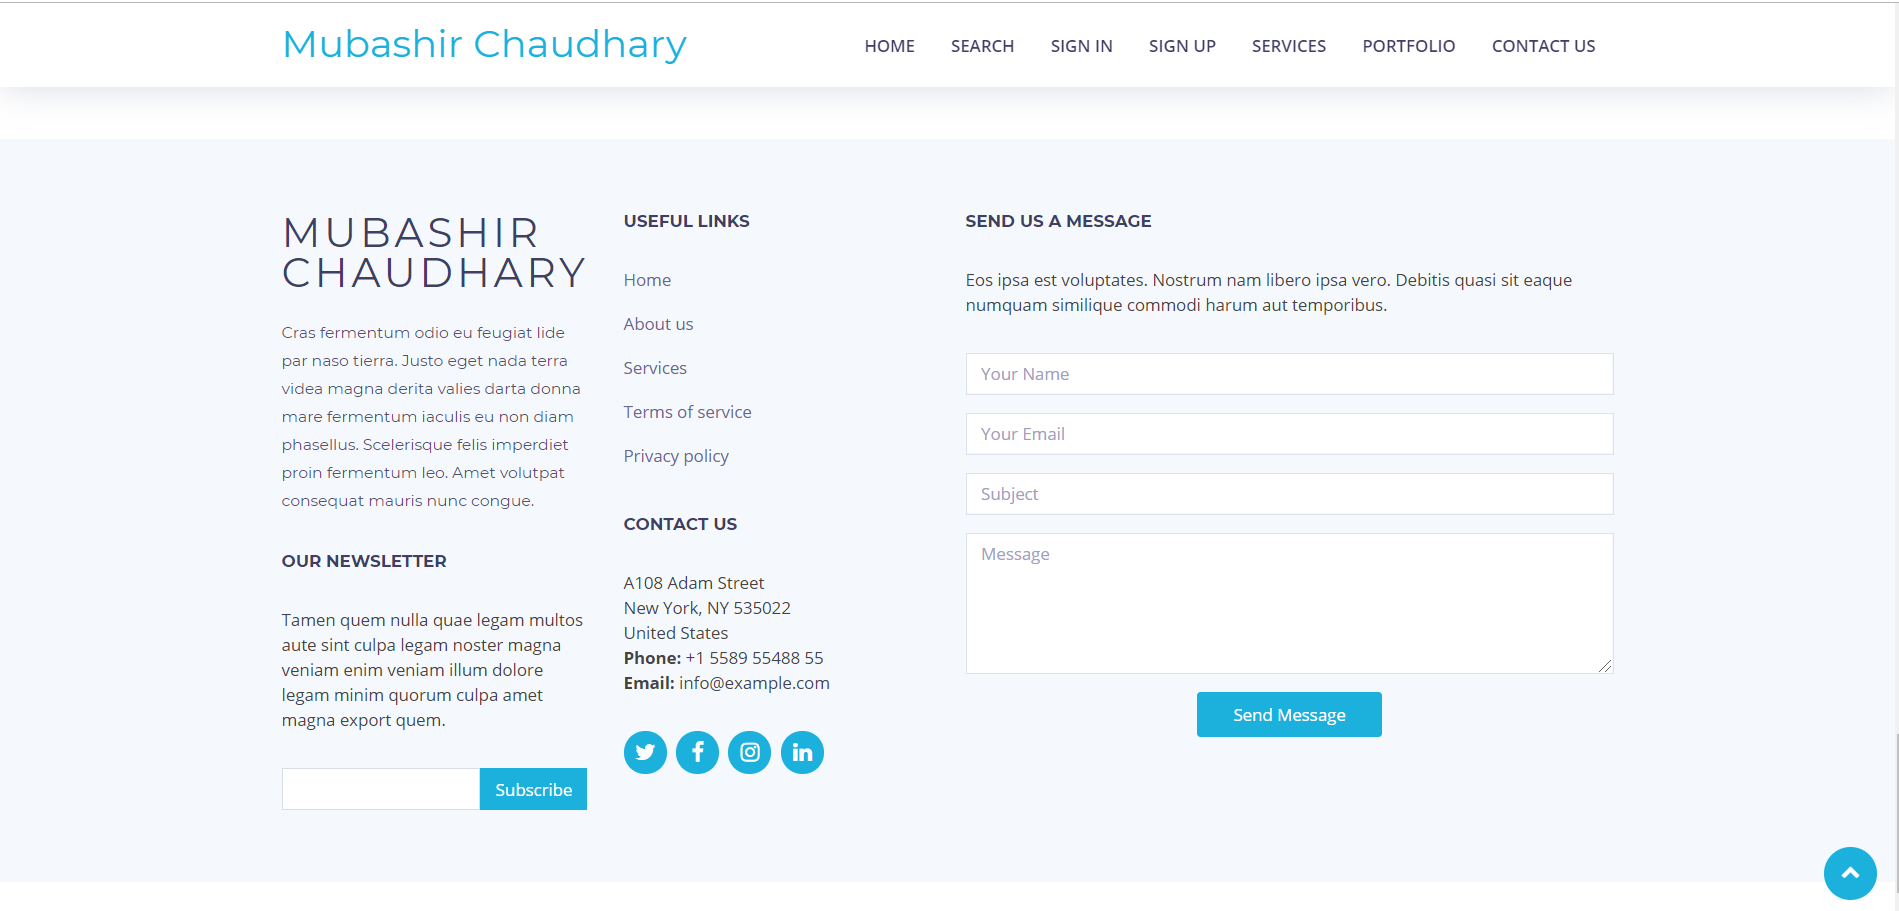 Mubashir Chaudhary
HOME SEARCH SIGN IN SIGN UP SERVICES PORTFOLIO CONTACT US
MUBASHIR
CHAUDHARY
Cras fermentum odio eu feugiat lide
par naso tierra. Justo eget nada terra
videa magna derita valies darta donna
mare fermentum iaculis eu non diam
phasellus. Scelerisque felis imperdiet
proin fermentum leo. Amet volutpat
consequat mauris nunc congue.
OUR NEWSLETTER
Tamen quem nulla quae legam multos
aute sint culpa legam noster magna
veniam enim veniam illum dolore
legam minim quorum culpa amet
magna export quem.
Subscribe
USEFUL LINKS
Home
About us
Services
Terms of service
Privacy policy
CONTACT US
A108 Adam Street
New York, NY 535022
United States
Phone: +1 5589 55488 55
Email: info@example.com
SEND US A MESSAGE
Eos ipsa est voluptates. Nostrum nam libero ipsa vero. Debitis quasi sit eaque
numquam similique commodi harum aut temporibus.
Your Name
Your Email
Subject
Message
Send Message